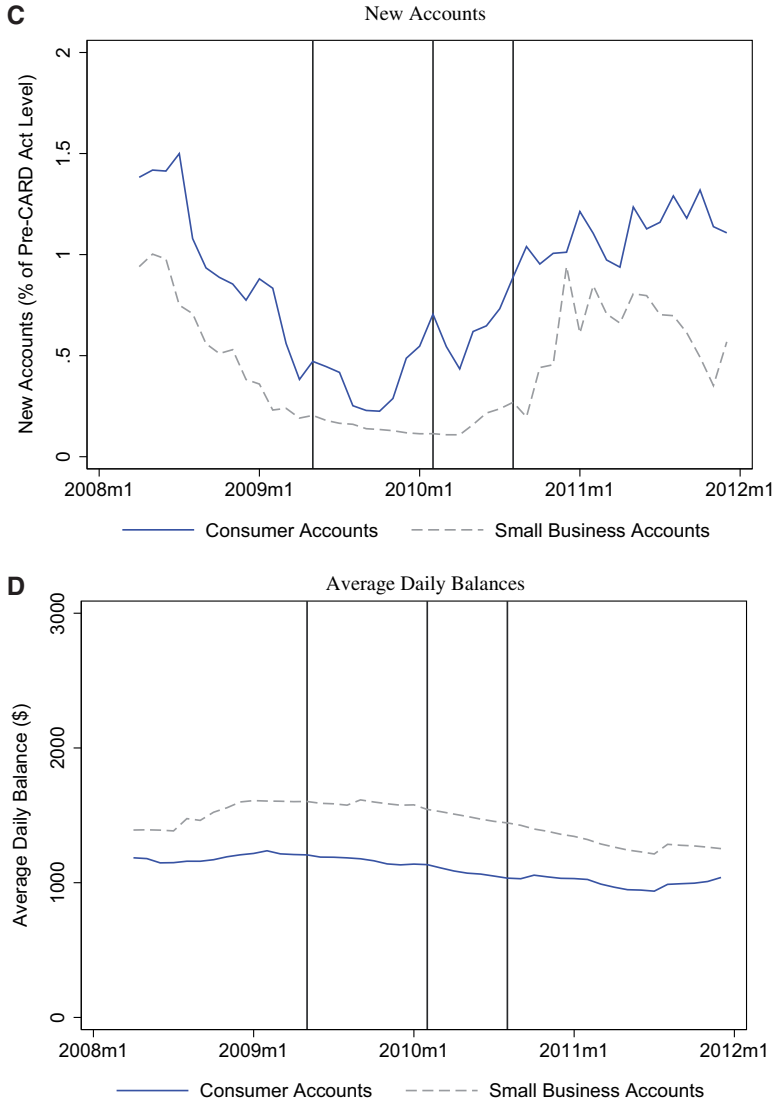 C
New Accounts
New Accounts (% of Pre-CARD Act Level)
2
1.5
1
.5
0
2008m1 2009m1 2010m1 2011m1 2012m1
Consumer Accounts Small Business Accounts
D
Average Daily Balances
Average Daily Balance ($)
3000
2000
1000
0
2008m1 2009m1 2010m1 2011m1 2012m1
Consumer Accounts Small Business Accounts